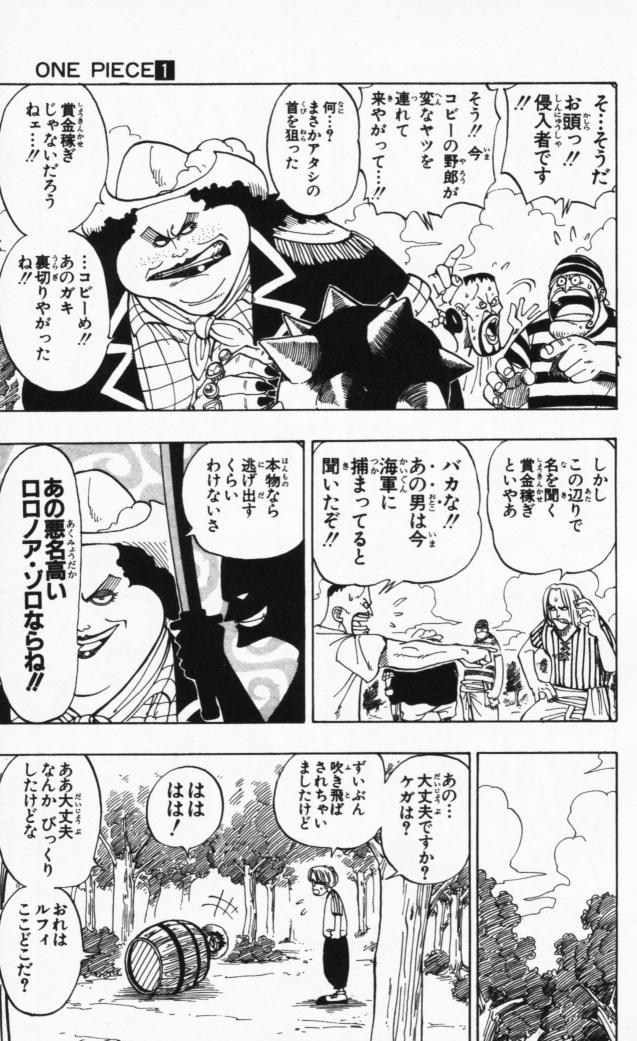 ONE PIECE 1
そ…そうだ
お頭っ!!
侵入者です
!!
そう!! 今
コビーの野郎が
変なヤツを
連れて
来やがって…!!
何…?
まさかアタシの
首を狙った
賞金稼ぎ
じゃないだろう
ねェ…!!
…コビーめ!!
あのガキ
裏切りやがった
ね!!
しかし
この辺りで
名を聞く
賞金稼ぎ
といやあ
バカな!!
あの男は今
海軍に
捕まってると
聞いたぞ!!
本物なら
逃げ出す
くらい
わけないさ
あの悪名高い
ロロノア・ゾロならね!!
あの…
大丈夫ですか?
ケガは?
ずいぶん
吹き飛ば
されちゃい
ましたけど
はは
はは!
ああ大丈夫
なんか びっくり
したけどな
おれは
ルフィ
ここどこだ?